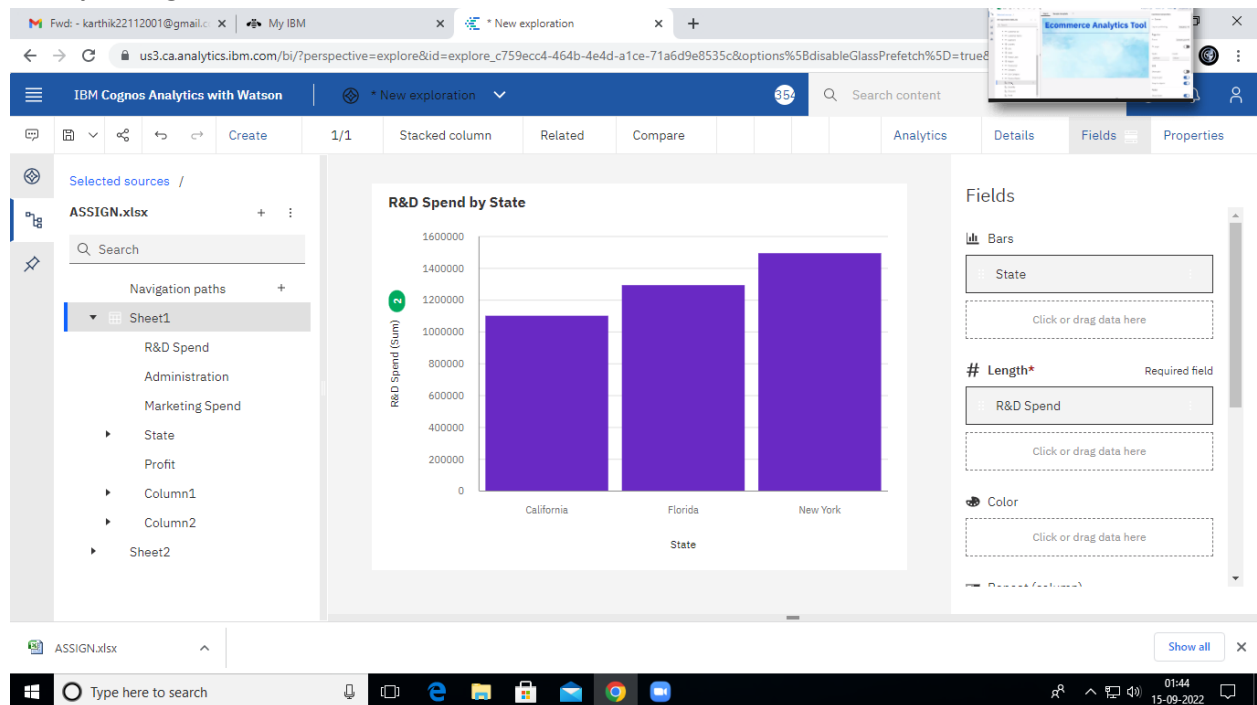 Fwd: - karthik22112001@gmail.c
My IBM
* New exploration
us3.ca.analytics.ibm.com/bi/?perspective=explore&id=explore_c759ecc4-464b-4e4d-a1ce-71a6d9e8535c&options%5BdisableGlassPrefetch%5D=true&
Ecommerce Analytics Tool
IBM Cognos Analytics with Watson
* New exploration
354
Search content
Create
1/1
Stacked column
Related
Compare
Analytics
Details
Fields
Properties
Selected sources /
ASSIGN.xlsx
Search
Navigation paths
Sheet1
R&D Spend
Administration
Marketing Spend
State
Profit
Column1
Column2
Sheet2
R&D Spend by State
1600000
1400000
1200000
1000000
800000
600000
400000
200000
0
R&D Spend (Sum)
2
California
Florida
New York
State
Fields
Bars
State
Click or drag data here
# Length*
Required field
R&D Spend
Click or drag data here
Color
Click or drag data here
Repeat (column)
ASSIGN.xlsx
Show all
Type here to search
01:44
15-09-2022